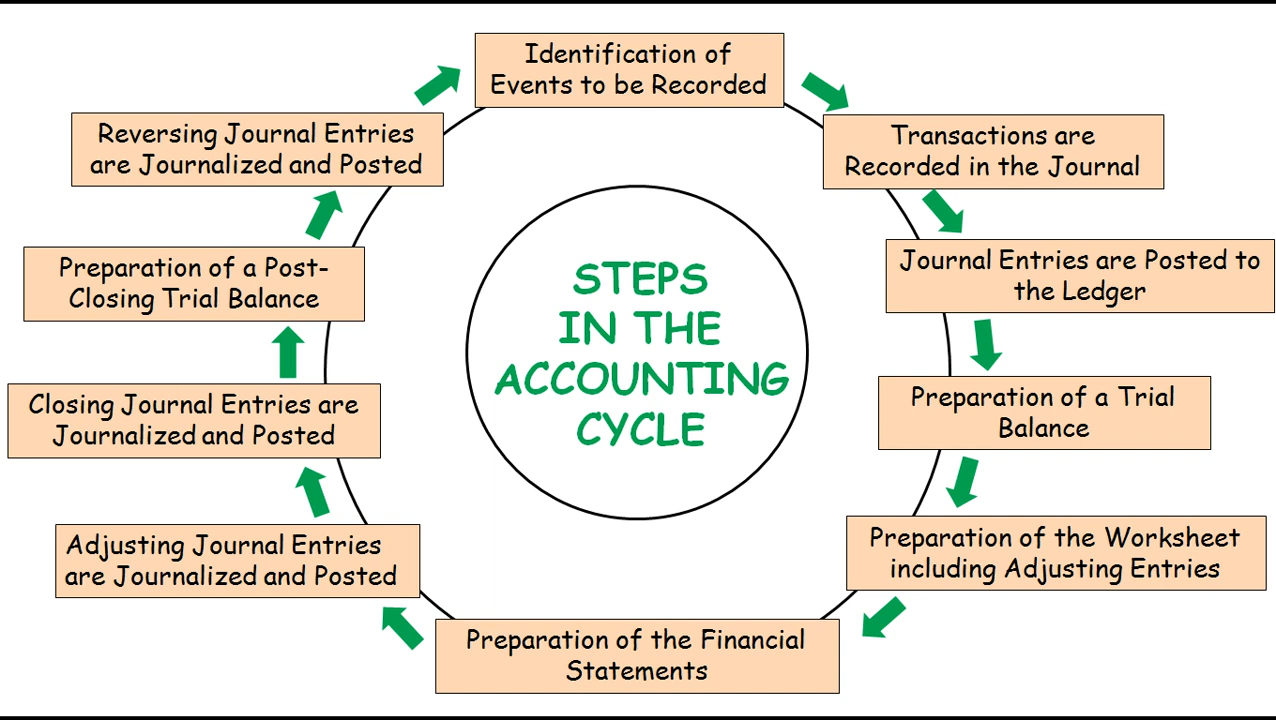 Identification of
Events to be Recorded
Transactions are
Recorded in the Journal
Journal Entries are Posted to
the Ledger
Preparation of a Trial
Balance
Preparation of the Worksheet
including Adjusting Entries
Preparation of the Financial
Statements
Adjusting Journal Entries
are Journalized and Posted
Closing Journal Entries are
Journalized and Posted
Preparation of a Post-
Closing Trial Balance
Reversing Journal Entries
are Journalized and Posted
STEPS
IN THE
ACCOUNTING
CYCLE